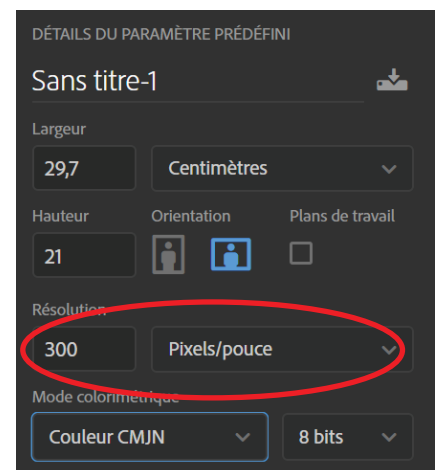 DÉTAILS DU PARAMÈTRE PRÉDÉFINI
Sans titre-1
Largeur
29,7 Centimètres
Hauteur Orientation Plans de travail
21
Résolution
300 Pixels/pouce
Mode colorimétrique
Couleur CMJN 8 bits